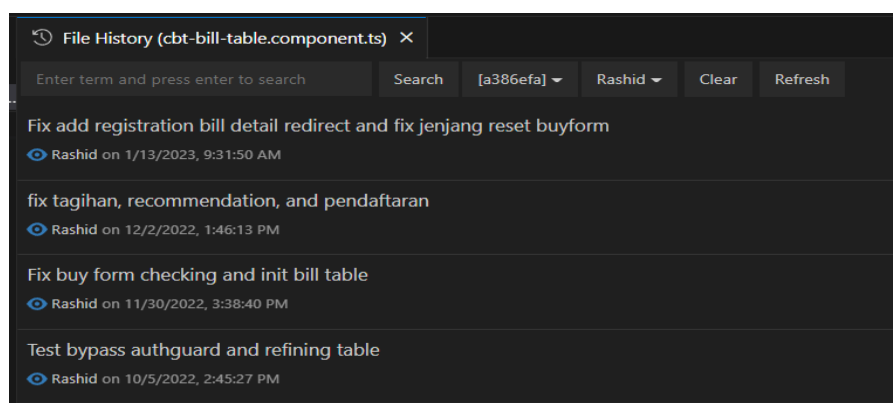 File History (cbt-bill-table.component.ts)
Enter term and press enter to search Search [a386efa] Rashid Clear Refresh
Fix add registration bill detail redirect and fix jenjang reset buyform
Rashid on 1/13/2023, 9:31:50 AM
fix tagihan, recommendation, and pendaftaran
Rashid on 12/2/2022, 1:46:13 PM
Fix buy form checking and init bill table
Rashid on 11/30/2022, 3:38:40 PM
Test bypass authguard and refining table
Rashid on 10/5/2022, 2:45:27 PM